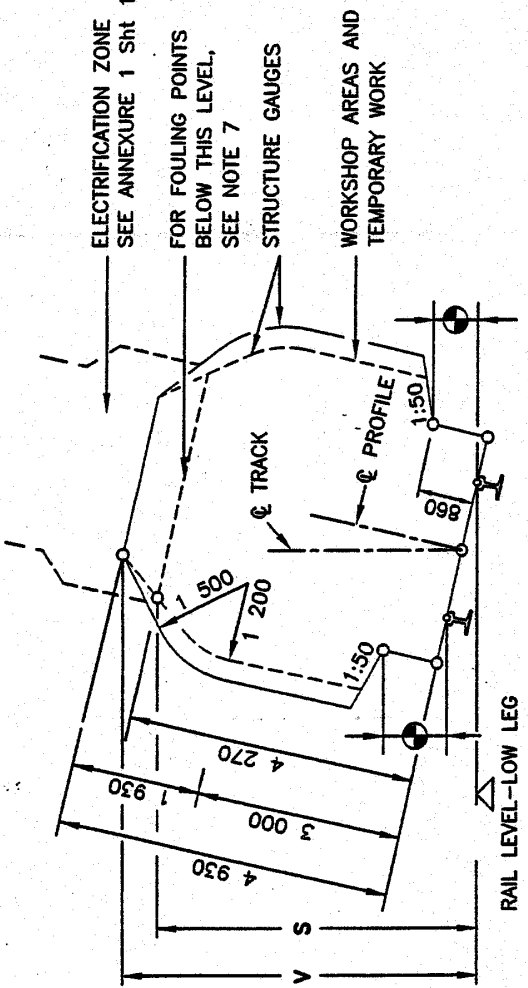 ELECTRIFICATION ZONE
SEE ANNEXURE 1 Sht 1
FOR FOULING POINTS
BELOW THIS LEVEL,
SEE NOTE 7
STRUCTURE GAUGES
WORKSHOP AREAS AND
TEMPORARY WORK
1 500
1 200
℄ TRACK
℄ PROFILE
1:50
1:50
860
4 270
1 930
3 000
4 930
S
V
RAIL LEVEL-LOW LEG